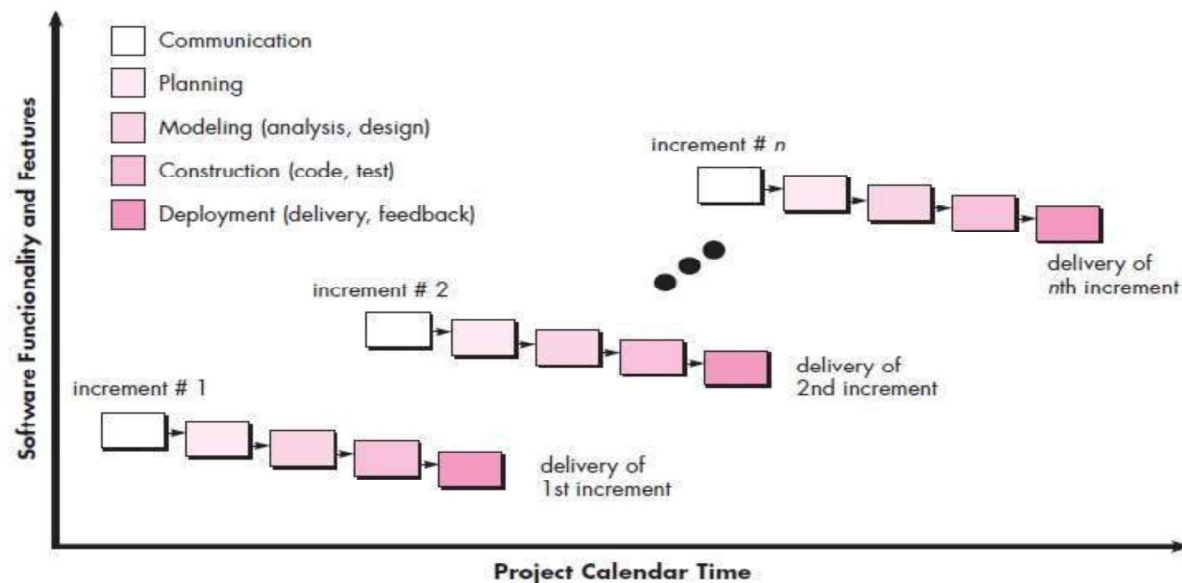 Communication
Planning
Modeling (analysis, design)
Construction (code, test)
Deployment (delivery, feedback)
increment # n
delivery of
nth increment
increment # 2
delivery of
2nd increment
increment # 1
delivery of
1st increment
Software Functionality and Features
Project Calendar Time